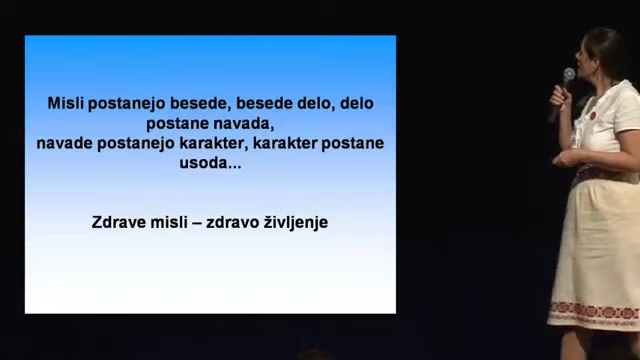 Misli postanejo besede, besede delo, delo
postane navada,
navade postanejo karakter, karakter postane
usoda...
Zdrave misli – zdravo življenje